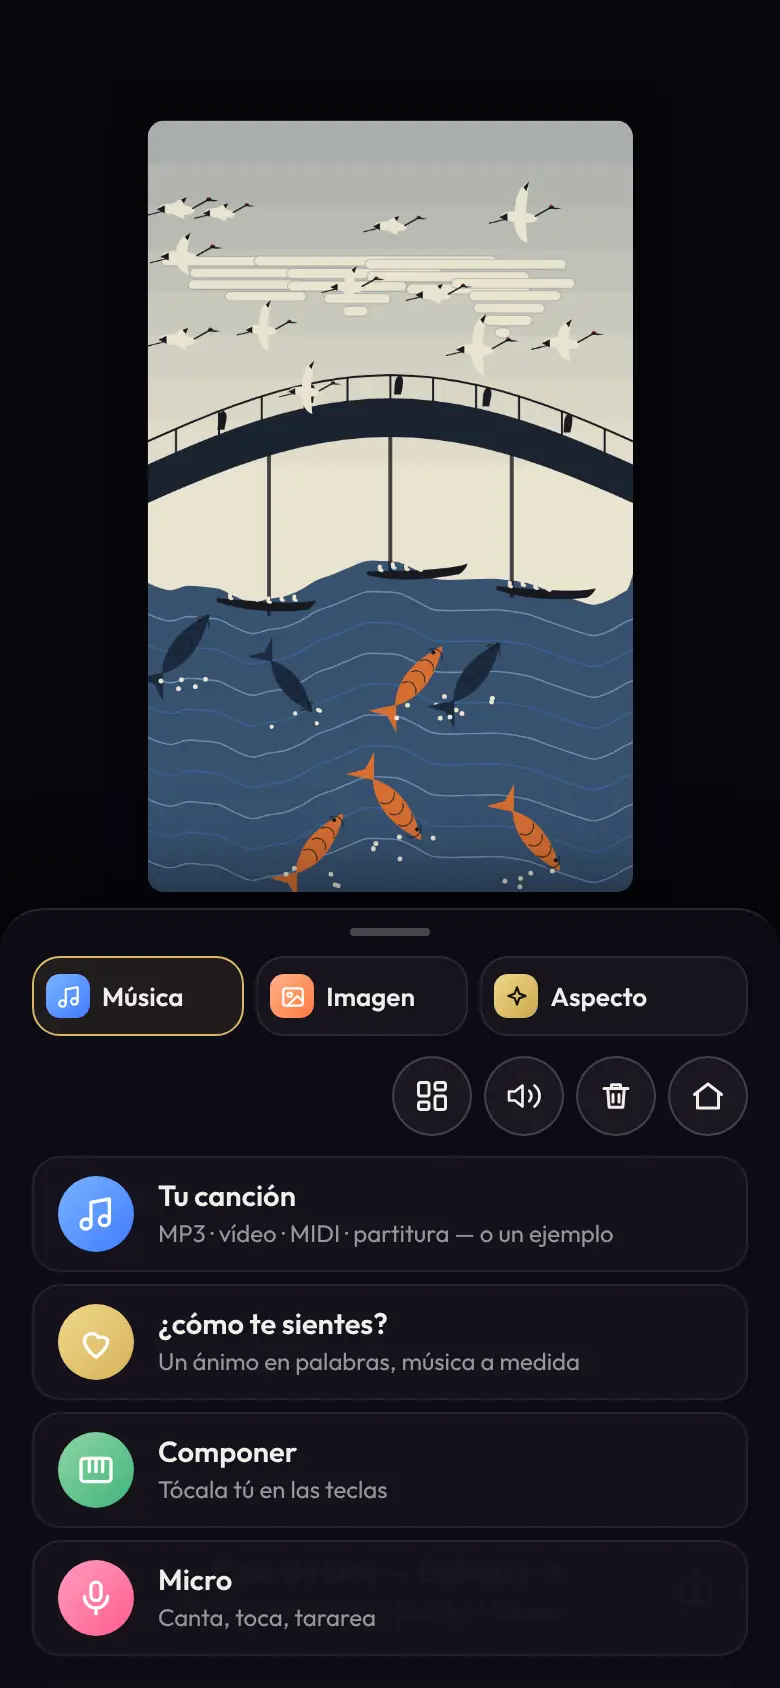 Música
Imagen
Aspecto
Tu canción
MP3 · vídeo · MIDI · partitura — o un ejemplo
¿cómo te sientes?
Un ánimo en palabras, música a medida
Componer
Tócala tú en las teclas
Micro
Canta, toca, tararea